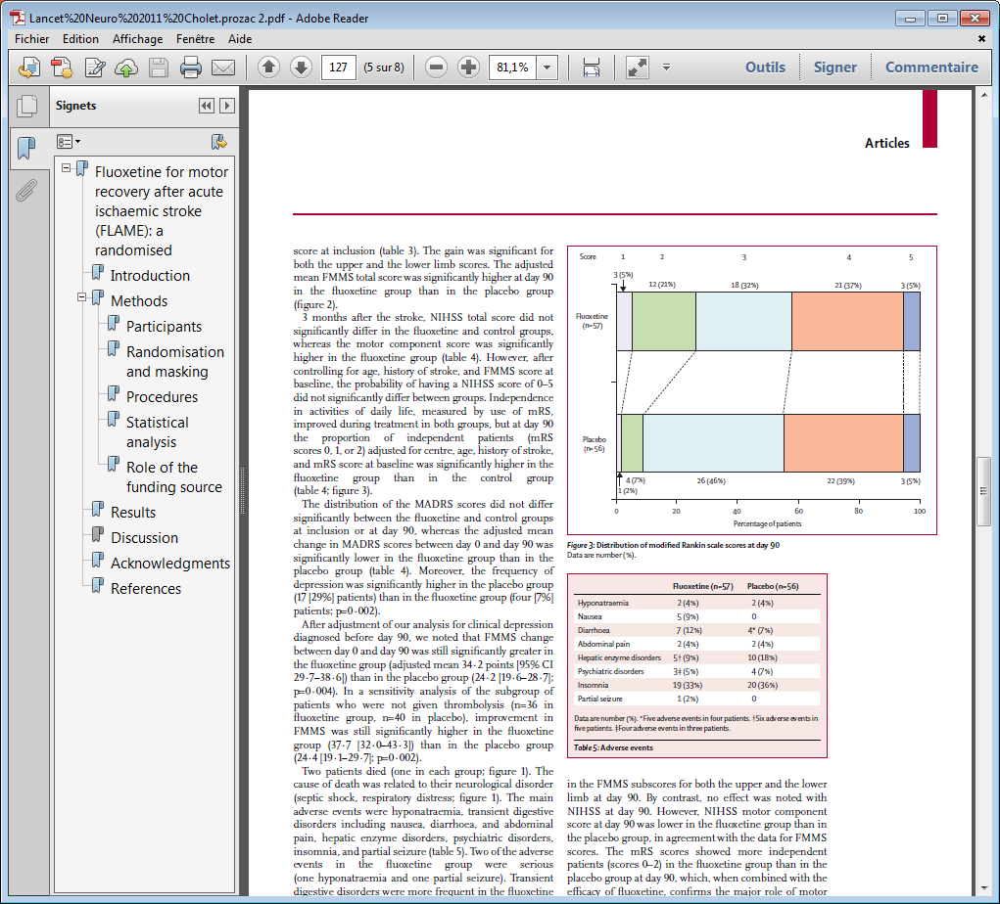 Lancet%20Neuro%202011%20Cholet.prozac 2.pdf - Adobe Reader
Fichier Edition Affichage Fenêtre Aide
127 (5 sur 8) 81,1% Outils Signer Commentaire
Signets
Fluoxetine for motor
recovery after acute
ischaemic stroke
(FLAME): a
randomised
Introduction
Methods
Participants
Randomisation
and masking
Procedures
Statistical
analysis
Role of the
funding source
Results
Discussion
Acknowledgments
References
Articles
score at inclusion (table 3). The gain was significant for
both the upper and the lower limb scores. The adjusted
mean FMMS total score was significantly higher at day 90
in the fluoxetine group than in the placebo group
(figure 2).
3 months after the stroke, NIHSS total score did not
significantly differ in the fluoxetine and control groups,
whereas the motor component score was significantly
higher in the fluoxetine group (table 4). However, after
controlling for age, history of stroke, and FMMS score at
baseline, the probability of having a NIHSS score of 0–5
did not significantly differ between groups. Independence
in activities of daily life, measured by use of mRS,
improved during treatment in both groups, but at day 90
the proportion of independent patients (mRS
scores 0, 1, or 2) adjusted for centre, age, history of stroke,
and mRS score at baseline was significantly higher in the
fluoxetine group than in the control group
(table 4; figure 3).
The distribution of the MADRS scores did not differ
significantly between the fluoxetine and control groups
at inclusion or at day 90, whereas the adjusted mean
change in MADRS scores between day 0 and day 90 was
significantly lower in the fluoxetine group than in the
placebo group (table 4). Moreover, the frequency of
depression was significantly higher in the placebo group
(17 [29%] patients) than in the fluoxetine group (four [7%]
patients; p=0·002).
After adjustment of our analysis for clinical depression
diagnosed before day 90, we noted that FMMS change
between day 0 and day 90 was still significantly greater in
the fluoxetine group (adjusted mean 34·2 points [95% CI
29·7–38·6]) than in the placebo group (24·2 [19·6–28·7];
p=0·004). In a sensitivity analysis of the subgroup of
patients who were not given thrombolysis (n=36 in
fluoxetine group, n=40 in placebo), improvement in
FMMS was still significantly higher in the fluoxetine
group (37·7 [32·0–43·3]) than in the placebo group
(24·4 [19·1–29·7]; p=0·002).
Two patients died (one in each group; figure 1). The
cause of death was related to their neurological disorder
(septic shock, respiratory distress; figure 1). The main
adverse events were hyponatraemia, transient digestive
disorders including nausea, diarrhoea, and abdominal
pain, hepatic enzyme disorders, psychiatric disorders,
insomnia, and partial seizure (table 5). Two of the adverse
events in the fluoxetine group were serious
(one hyponatraemia and one partial seizure). Transient
digestive disorders were more frequent in the fluoxetine
Score 1 2 3 4 5
3 (5%)
12 (21%) 18 (32%) 21 (37%) 3 (5%)
Fluoxetine
(n=57)
Placebo
(n=56)
4 (7%) 26 (46%) 22 (39%) 3 (5%)
1 (2%)
0 20 40 60 80 100
Percentage of patients
Figure 3: Distribution of modified Rankin scale scores at day 90
Data are number (%).
Fluoxetine (n=57) Placebo (n=56)
Hyponatraemia 2 (4%) 2 (4%)
Nausea 5 (9%) 0
Diarrhoea 7 (12%) 4* (7%)
Abdominal pain 2 (4%) 2 (4%)
Hepatic enzyme disorders 5† (9%) 10 (18%)
Psychiatric disorders 3‡ (5%) 4 (7%)
Insomnia 19 (33%) 20 (36%)
Partial seizure 1 (2%) 0
Data are number (%). *Five adverse events in four patients. †Six adverse events in
five patients. ‡Four adverse events in three patients.
Table 5: Adverse events
in the FMMS subscores for both the upper and the lower
limb at day 90. By contrast, no effect was noted with
NIHSS at day 90. However, NIHSS motor component
score at day 90 was lower in the fluoxetine group than in
the placebo group, in agreement with the data for FMMS
scores. The mRS scores showed more independent
patients (scores 0–2) in the fluoxetine group than in the
placebo group at day 90, which, when combined with the
efficacy of fluoxetine, confirms the major role of motor